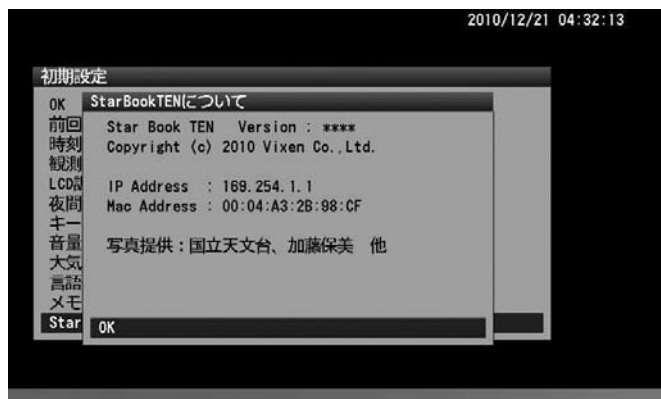 2010/12/21 04:32:13
初期設定
OK
StarBookTENについて
前回
時刻
観測
LCD
夜間
キー
音量
大気
言語
メモ
Star
Star Book TEN Version : ****
Copyright (c) 2010 Vixen Co.,Ltd.
IP Address : 169.254.1.1
Mac Address : 00:04:A3:2B:98:CF
写真提供：国立天文台、加藤保美 他
OK